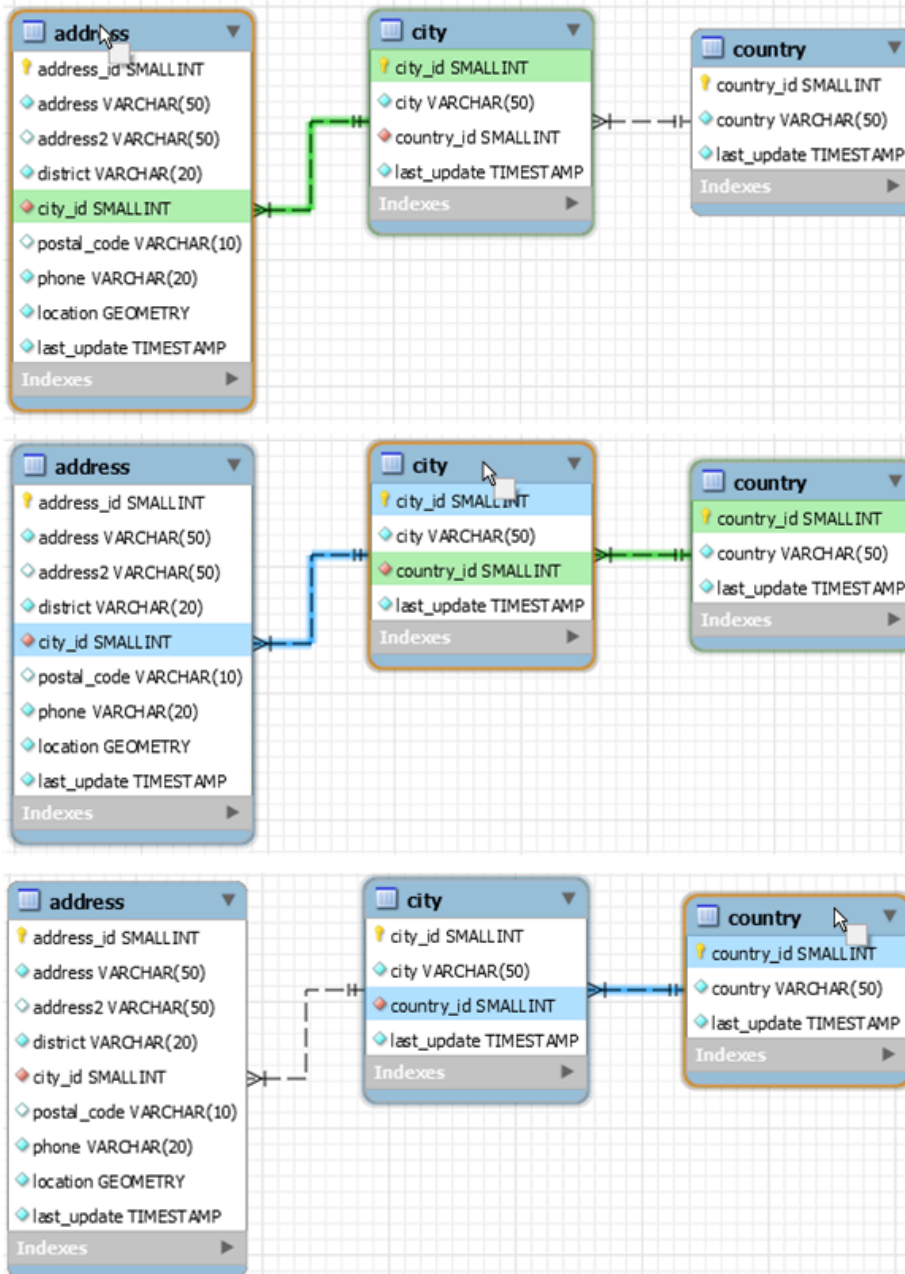 address
address_id SMALLINT
address VARCHAR(50)
address2 VARCHAR(50)
district VARCHAR(20)
city_id SMALLINT
postal_code VARCHAR(10)
phone VARCHAR(20)
location GEOMETRY
last_update TIMESTAMP
Indexes
city
city_id SMALLINT
city VARCHAR(50)
country_id SMALLINT
last_update TIMESTAMP
Indexes
country
country_id SMALLINT
country VARCHAR(50)
last_update TIMESTAMP
Indexes
address
address_id SMALLINT
address VARCHAR(50)
address2 VARCHAR(50)
district VARCHAR(20)
city_id SMALLINT
postal_code VARCHAR(10)
phone VARCHAR(20)
location GEOMETRY
last_update TIMESTAMP
Indexes
city
city_id SMALLINT
city VARCHAR(50)
country_id SMALLINT
last_update TIMESTAMP
Indexes
country
country_id SMALLINT
country VARCHAR(50)
last_update TIMESTAMP
Indexes
address
address_id SMALLINT
address VARCHAR(50)
address2 VARCHAR(50)
district VARCHAR(20)
city_id SMALLINT
postal_code VARCHAR(10)
phone VARCHAR(20)
location GEOMETRY
last_update TIMESTAMP
Indexes
city
city_id SMALLINT
city VARCHAR(50)
country_id SMALLINT
last_update TIMESTAMP
Indexes
country
country_id SMALLINT
country VARCHAR(50)
last_update TIMESTAMP
Indexes